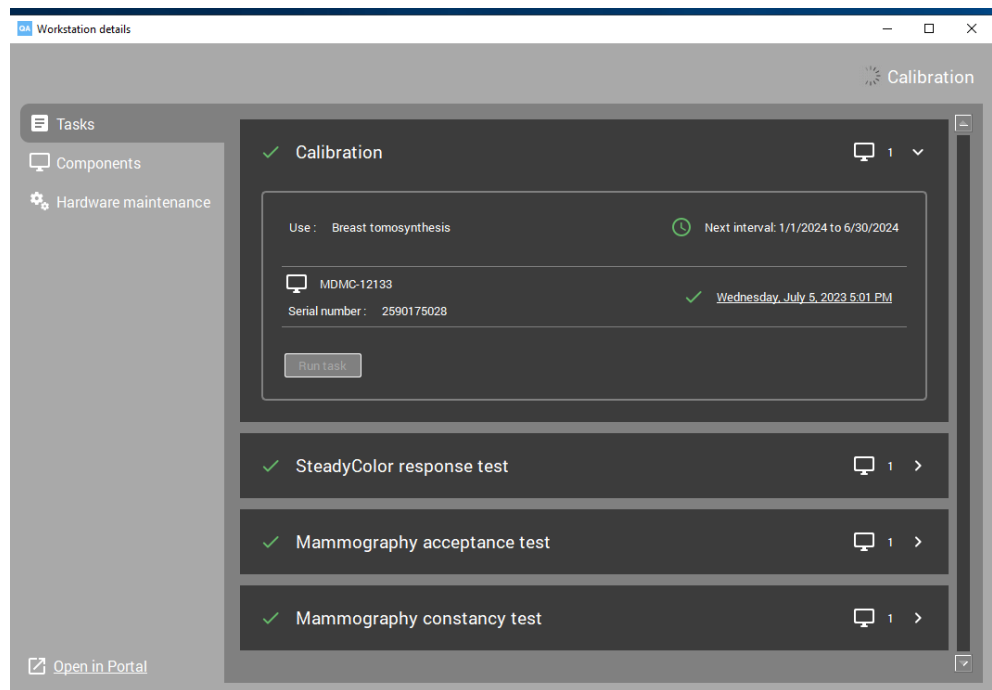 QA Workstation details
Calibration
Tasks
Components
Hardware maintenance
Calibration 1
Use : Breast tomosynthesis Next interval: 1/1/2024 to 6/30/2024
MDMC-12133
Serial number : 2590175028
Wednesday, July 5, 2023 5:01 PM
Run task
SteadyColor response test 1
Mammography acceptance test 1
Mammography constancy test 1
Open in Portal